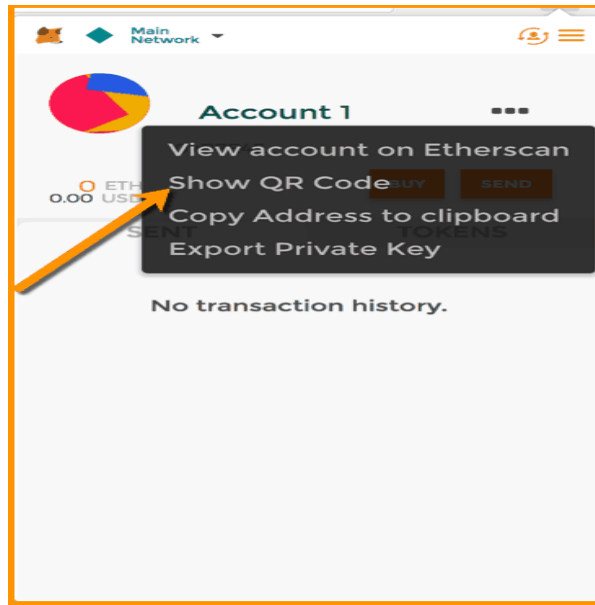 Main
Network
Account 1
View account on Etherscan
0 ETH
Show QR Code
BUY
SEND
0.00 USD
Copy Address to clipboard
SENT
TOKENS
Export Private Key
No transaction history.